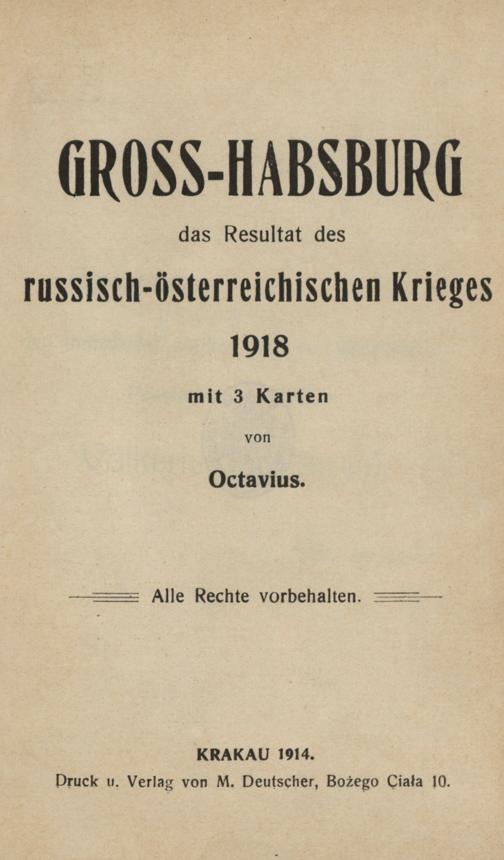 GROSS-HABSBURG
das Resultat des
russisch-österreichischen Krieges
1918
mit 3 Karten
von
Octavius.
Alle Rechte vorbehalten.
KRAKAU 1914.
Druck u. Verlag von M. Deutscher, Bożego Ciała 10.